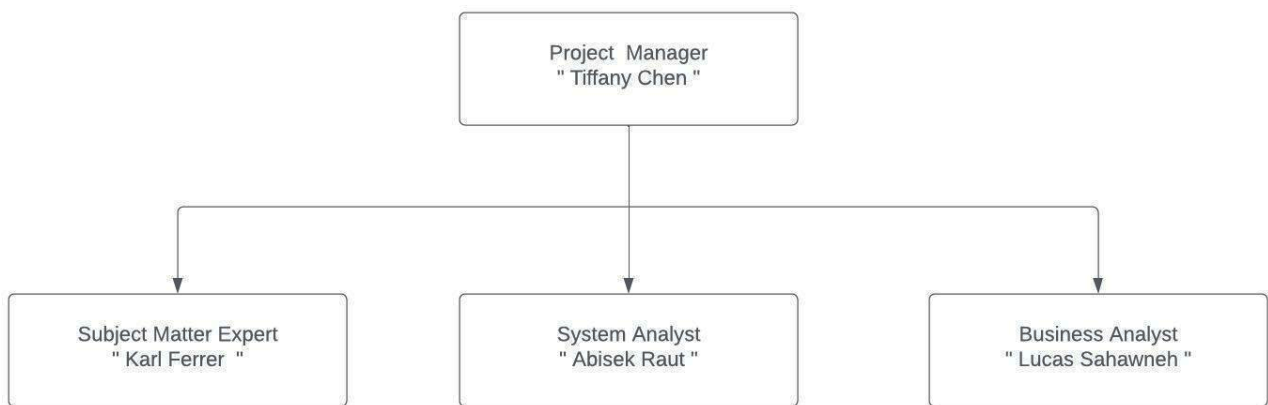 Project  Manager
" Tiffany Chen "
Subject Matter Expert
" Karl Ferrer  "
System Analyst
" Abisek Raut "
Business Analyst
" Lucas Sahawneh "